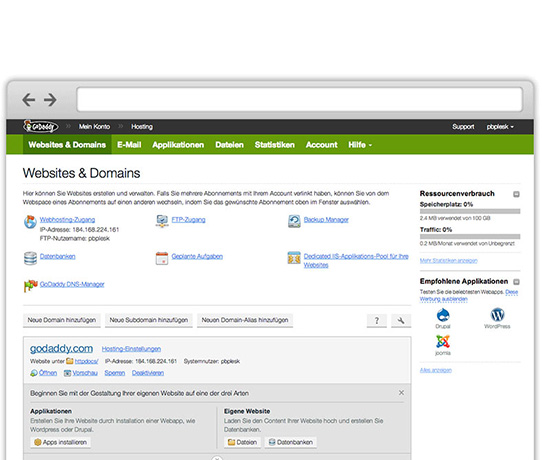 GoDaddy Mein Konto Hosting Support pbplesk
Websites & Domains E-Mail Applikationen Dateien Statistiken Account Hilfe
Websites & Domains
Hier können Sie Websites erstellen und verwalten. Falls Sie mehrere Abonnements mit Ihrem Account verlinkt haben, können Sie von dem
Webspace eines Abonnements auf einen anderen wechseln, indem Sie das gewünschte Abonnement oben im Fenster auswählen.
Webhosting-Zugang
IP-Adresse: 184.168.224.161
FTP-Nutzername: pbplesk
FTP-Zugang
Backup Manager
Datenbanken
Geplante Aufgaben
Dedicated IIS-Applikations-Pool für Ihre
Websites
GoDaddy DNS-Manager
Ressourcenverbrauch
Speicherplatz: 0%
2.4 MB verwendet von 100 GB
Traffic: 0%
0.2 MB/Monat verwendet von Unbegrenzt
Mehr Statistiken anzeigen
Empfohlene Applikationen
Testen Sie die beliebtesten Webapps. Diese
Werbung ausblenden
Drupal
WordPress
joomla
Alles anzeigen
Neue Domain hinzufügen Neue Subdomain hinzufügen Neuen Domain-Alias hinzufügen ?
godaddy.com Hosting-Einstellungen
Website unter httpdocs/ IP-Adresse: 184.168.224.161 Systemnutzer: pbplesk
Öffnen Vorschau Sperren Deaktivieren
Beginnen Sie mit der Gestaltung Ihrer eigenen Website auf eine der drei Arten
Applikationen
Erstellen Sie Ihre Website durch Installation einer Webapp, wie
Wordpress oder Drupal.
Apps installieren
Eigene Website
Laden Sie den Content Ihrer Website hoch und erstellen Sie
Datenbanken.
Dateien Datenbanken